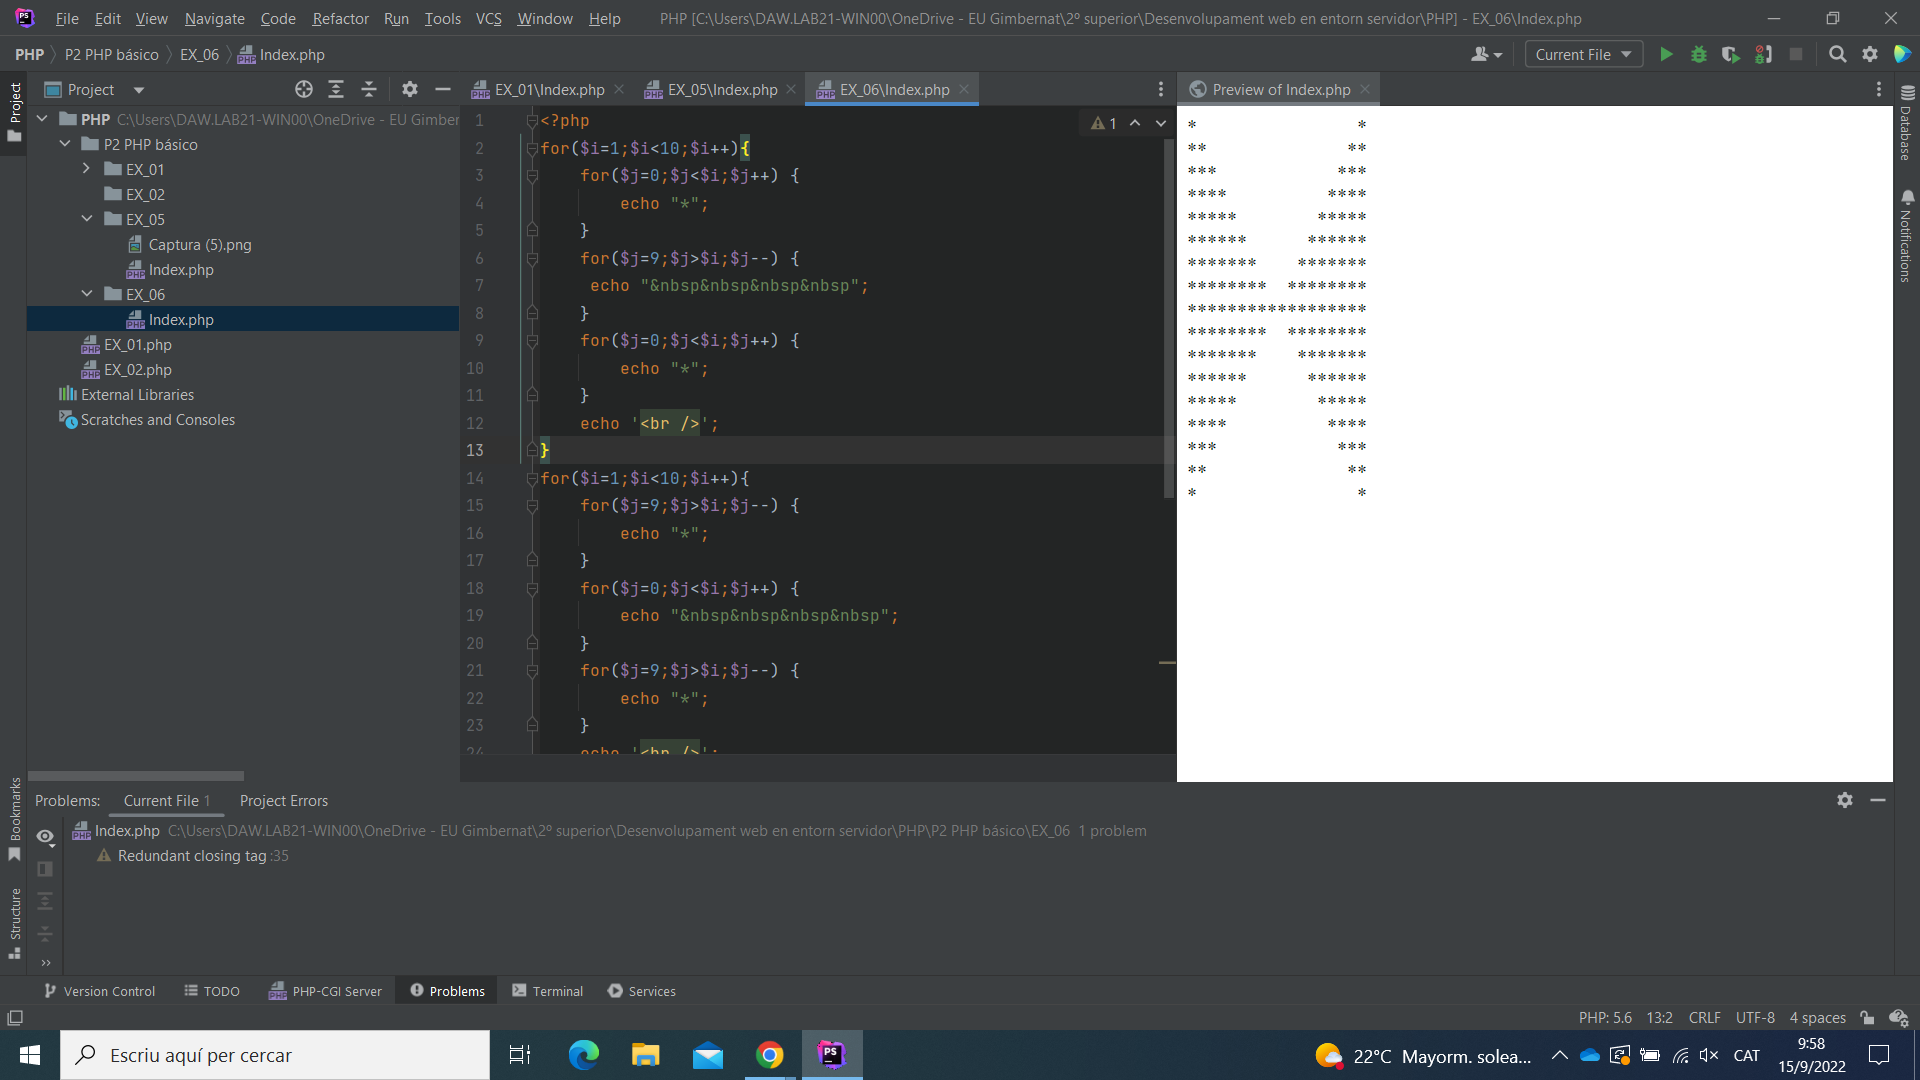 File Edit View Navigate Code Refactor Run Tools VCS Window Help PHP [C:\Users\DAW.LAB21-WIN00\OneDrive - EU Gimbernat\2º superior\Desenvolupament web en entorn servidor\PHP] - EX_06\Index.php
PHP P2 PHP básico EX_06 Index.php Current File
Project
Project
EX_01\Index.php EX_05\Index.php EX_06\Index.php
Preview of Index.php
Database
Notifications
PHP C:\Users\DAW.LAB21-WIN00\OneDrive - EU Gimber
P2 PHP básico
EX_01
EX_02
EX_05
Captura (5).png
Index.php
EX_06
Index.php
EX_01.php
EX_02.php
External Libraries
Scratches and Consoles
1
1 <?php
2 for($i=1;$i<10;$i++){
3 for($j=0;$j<$i;$j++) {
4 echo "*";
5 }
6 for($j=9;$j>$i;$j--) {
7 echo "&nbsp&nbsp&nbsp&nbsp";
8 }
9 for($j=0;$j<$i;$j++) {
10 echo "*";
11 }
12 echo '<br />';
13 }
14 for($i=1;$i<10;$i++){
15 for($j=9;$j>$i;$j--) {
16 echo "*";
17 }
18 for($j=0;$j<$i;$j++) {
19 echo "&nbsp&nbsp&nbsp&nbsp";
20 }
21 for($j=9;$j>$i;$j--) {
22 echo "*";
23 }
24 echo '<br />';
* *
** **
*** ***
**** ****
***** *****
****** ******
******* *******
******** ********
******************
******** ********
******* *******
****** ******
***** *****
**** ****
*** ***
** **
* *
Bookmarks
Structure
Problems: Current File 1 Project Errors
Index.php C:\Users\DAW.LAB21-WIN00\OneDrive - EU Gimbernat\2º superior\Desenvolupament web en entorn servidor\PHP\P2 PHP básico\EX_06 1 problem
Redundant closing tag :35
Version Control TODO PHP-CGI Server Problems Terminal Services
PHP: 5.6 13:2 CRLF UTF-8 4 spaces
Escriu aquí per cercar
22°C Mayorm. solea...
CAT
9:58
15/9/2022